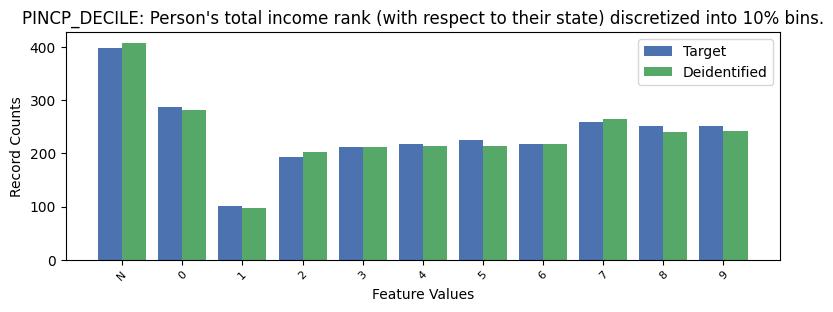 PINCP_DECILE: Person's total income rank (with respect to their state) discretized into 10% bins.
Target
Deidentified
Record Counts
400
300
200
100
0
N 0 1 2 3 4 5 6 7 8 9
Feature Values